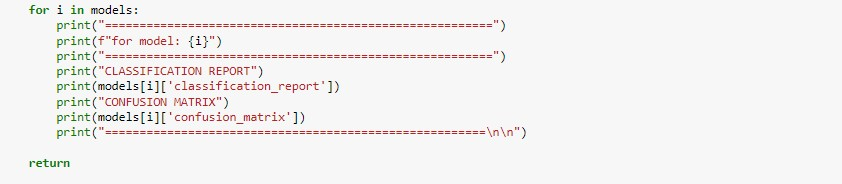 for i in models:
    print("=====================================================")
    print(f"for model: {i}")
    print("=====================================================")
    print("CLASSIFICATION REPORT")
    print(models[i]['classification_report'])
    print("CONFUSION MATRIX")
    print(models[i]['confusion_matrix'])
    print("====================================================\n\n")
return